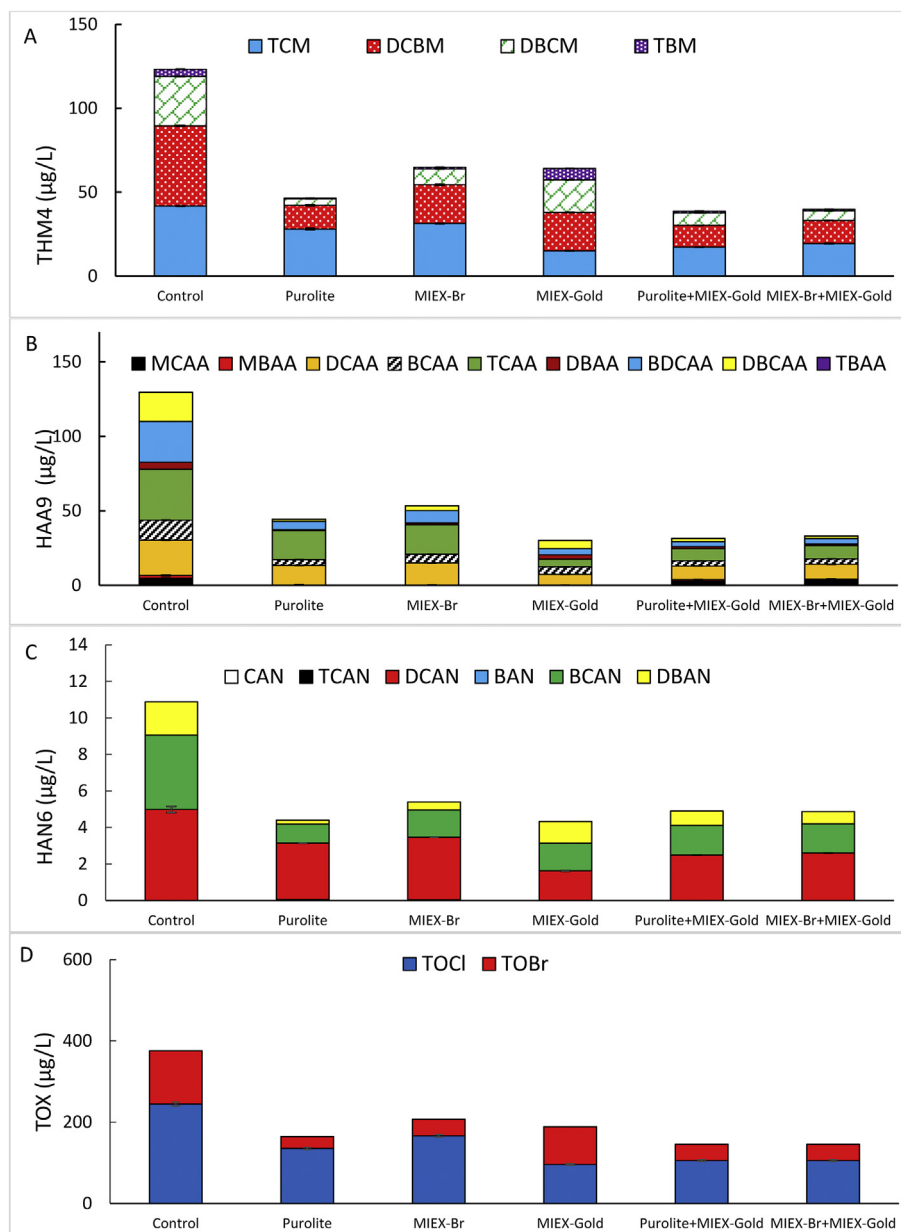 A
150
TCM DCBM DBCM TBM
100
50
0
THM4 (µg/L)
Control Purolite MIEX-Br MIEX-Gold Purolite+MIEX-Gold MIEX-Br+MIEX-Gold
B
150
MCAA MBAA DCAA BCAA TCAA DBAA BDCAA DBCAA TBAA
100
50
0
HAA9 (µg/L)
Control Purolite MIEX-Br MIEX-Gold Purolite+MIEX-Gold MIEX-Br+MIEX-Gold
C
14
CAN TCAN DCAN BAN BCAN DBAN
12
10
8
6
4
2
0
HAN6 (µg/L)
Control Purolite MIEX-Br MIEX-Gold Purolite+MIEX-Gold MIEX-Br+MIEX-Gold
D
600
TOCl TOBr
400
200
0
TOX (µg/L)
Control Purolite MIEX-Br MIEX-Gold Purolite+MIEX-Gold MIEX-Br+MIEX-Gold